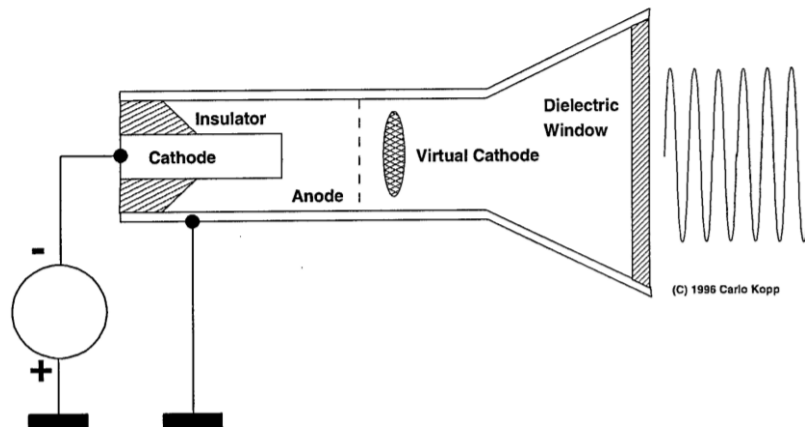 Insulator
Cathode
Anode
Virtual Cathode
Dielectric
Window
-
+
(C) 1996 Carlo Kopp